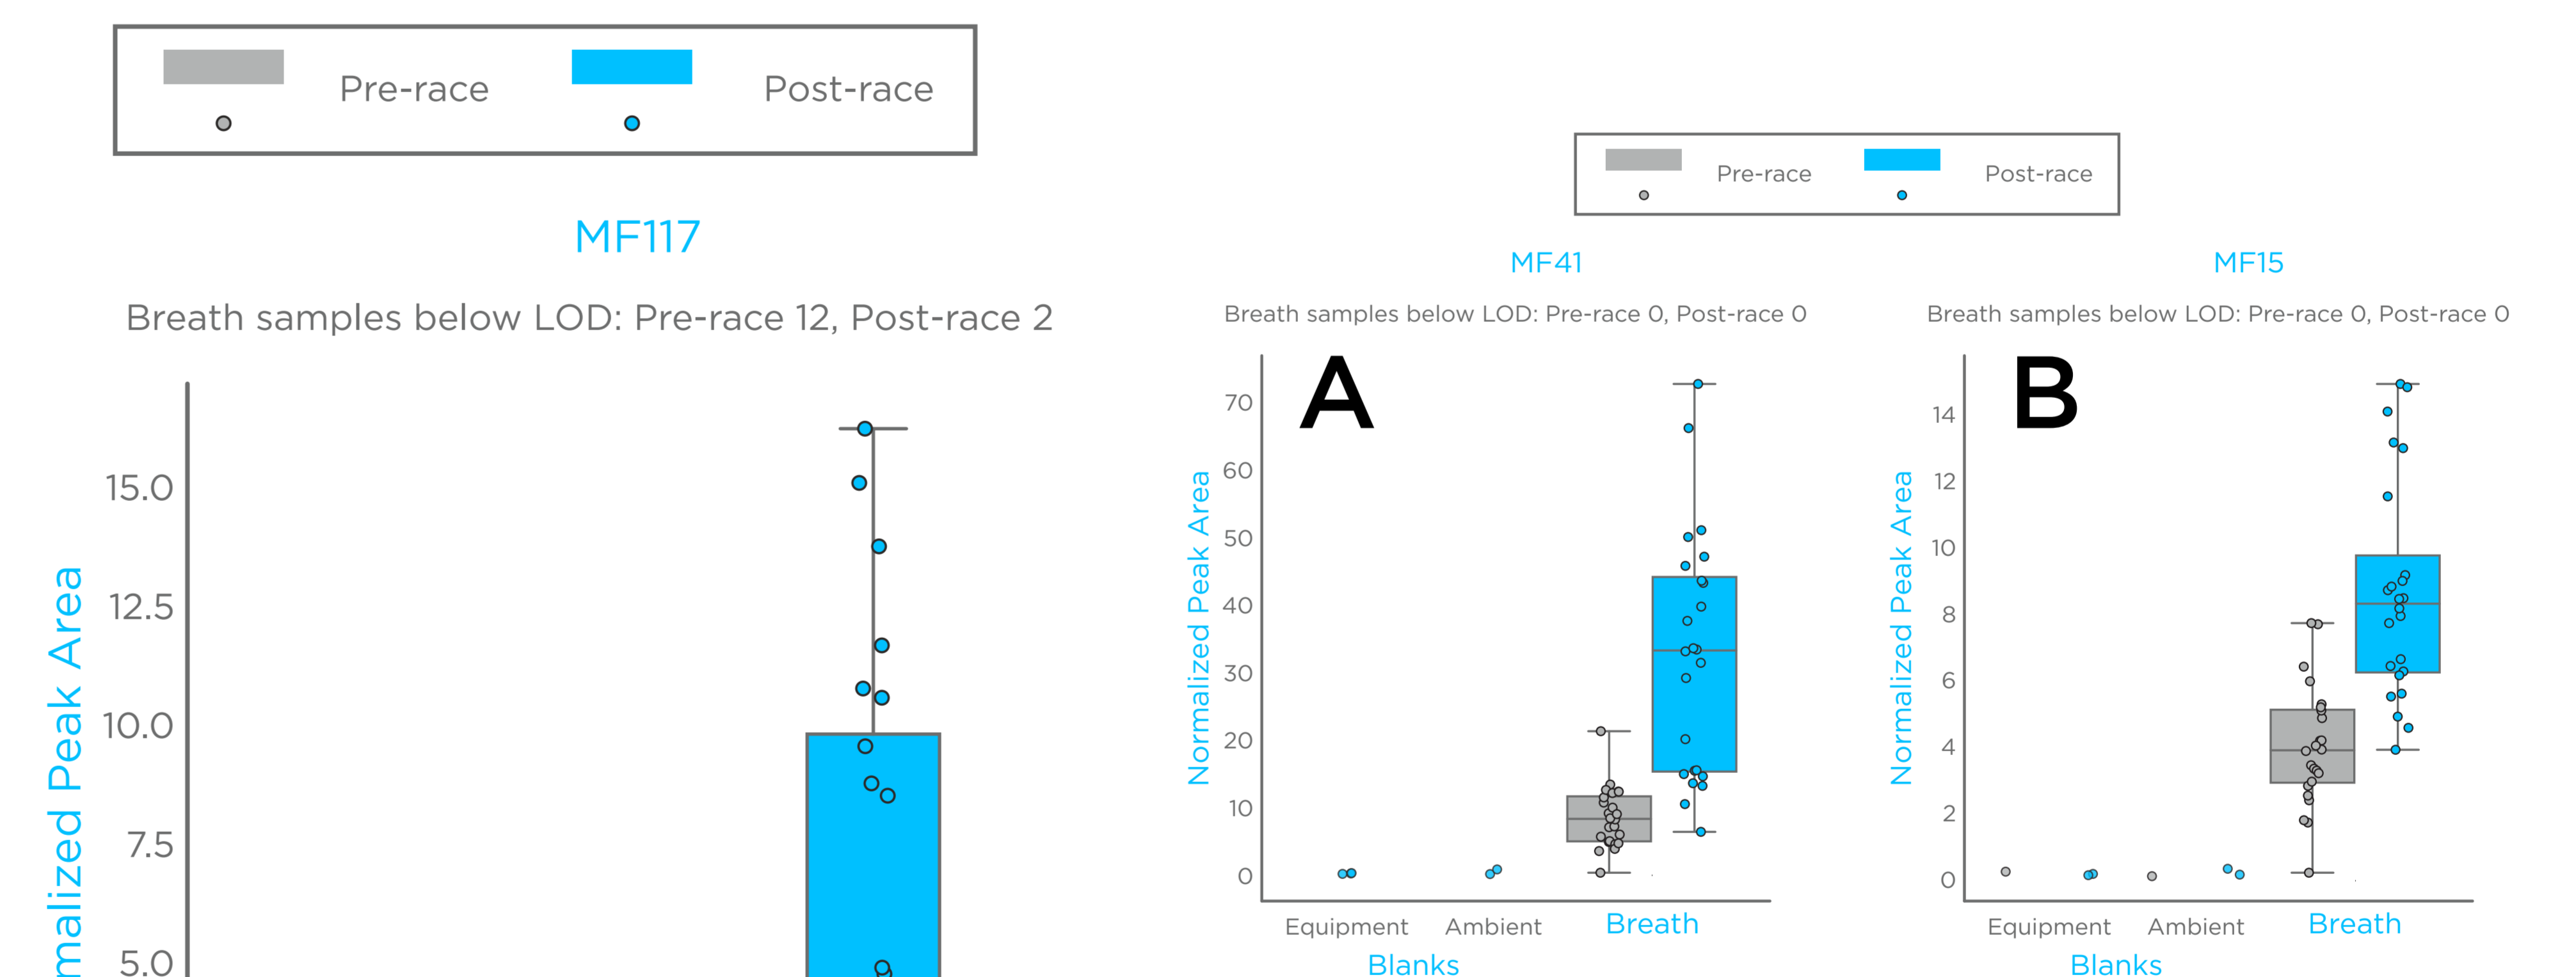 Pre-race Post-race
MF117
Breath samples below LOD: Pre-race 12, Post-race 2
Normalized Peak Area
15.0
12.5
10.0
7.5
5.0
Pre-race Post-race
MF41
Breath samples below LOD: Pre-race 0, Post-race 0
A
Normalized Peak Area
70
60
50
40
30
20
10
0
Equipment Ambient Breath
Blanks
MF15
Breath samples below LOD: Pre-race 0, Post-race 0
B
Normalized Peak Area
14
12
10
8
6
4
2
0
Equipment Ambient Breath
Blanks